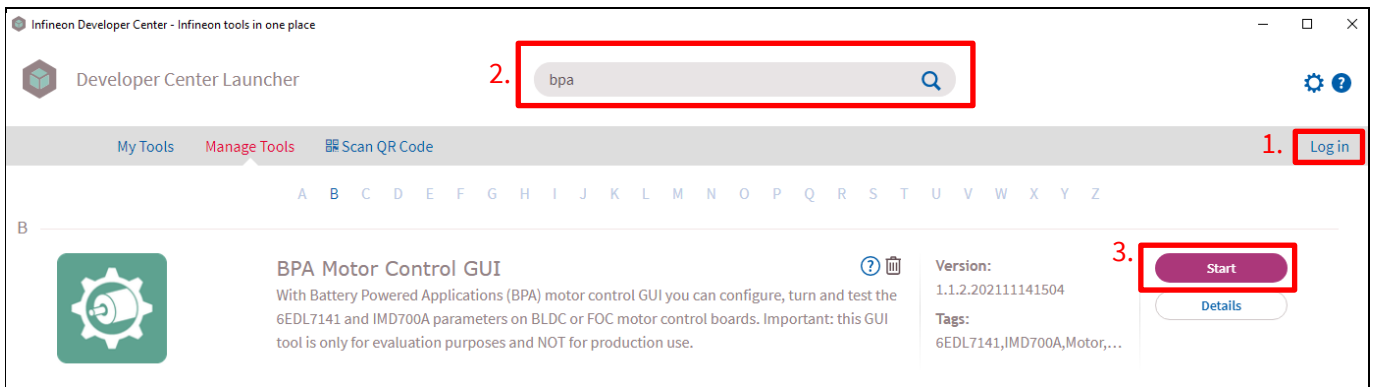 Infineon Developer Center - Infineon tools in one place
Developer Center Launcher
2.
bpa
My Tools
Manage Tools
Scan QR Code
1.
Log in
A B C D E F G H I J K L M N O P Q R S T U V W X Y Z
B
BPA Motor Control GUI
With Battery Powered Applications (BPA) motor control GUI you can configure, turn and test the
6EDL7141 and IMD700A parameters on BLDC or FOC motor control boards. Important: this GUI
tool is only for evaluation purposes and NOT for production use.
Version:
1.1.2.202111141504
Tags:
6EDL7141,IMD700A,Motor,...
3.
Start
Details